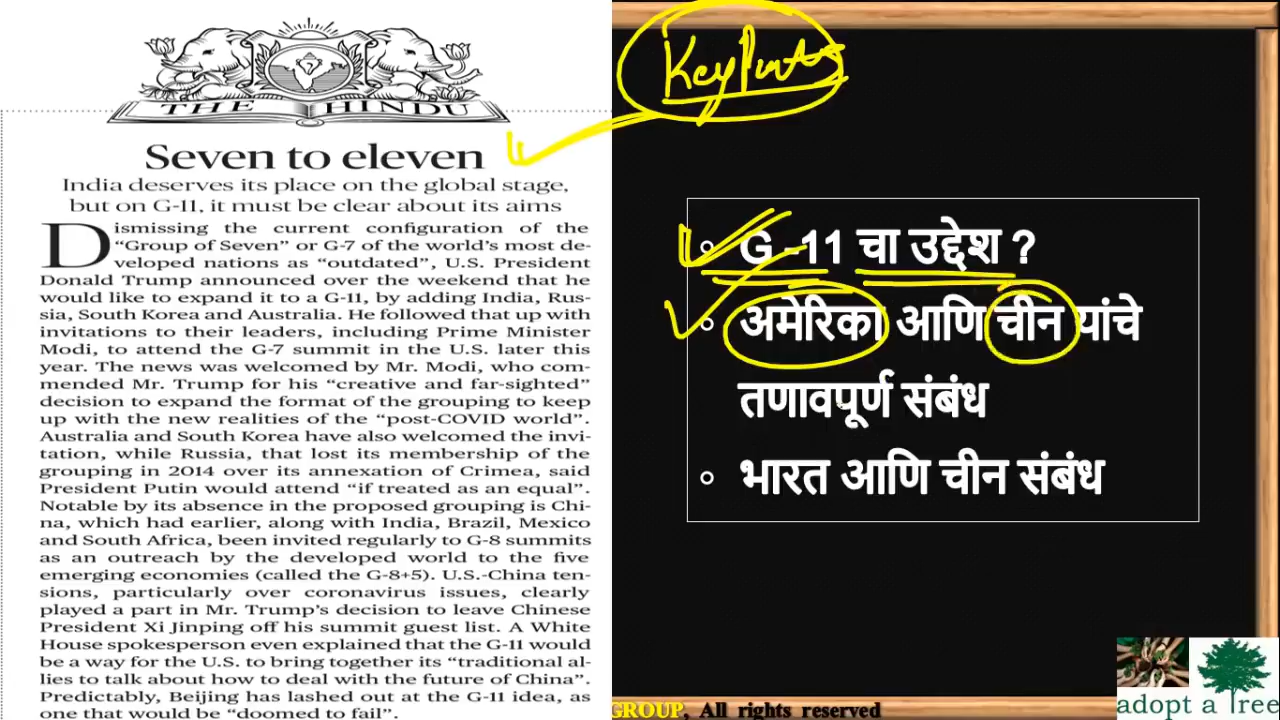 THE HINDU
Seven to eleven
India deserves its place on the global stage,
but on G-11, it must be clear about its aims
Dismissing the current configuration of the
“Group of Seven” or G-7 of the world’s most de-
veloped nations as “outdated”, U.S. President
Donald Trump announced over the weekend that he
would like to expand it to a G-11, by adding India, Rus-
sia, South Korea and Australia. He followed that up with
invitations to their leaders, including Prime Minister
Modi, to attend the G-7 summit in the U.S. later this
year. The news was welcomed by Mr. Modi, who com-
mended Mr. Trump for his “creative and far-sighted”
decision to expand the format of the grouping to keep
up with the new realities of the “post-COVID world”.
Australia and South Korea have also welcomed the invi-
tation, while Russia, that lost its membership of the
grouping in 2014 over its annexation of Crimea, said
President Putin would attend “if treated as an equal”.
Notable by its absence in the proposed grouping is Chi-
na, which had earlier, along with India, Brazil, Mexico
and South Africa, been invited regularly to G-8 summits
as an outreach by the developed world to the five
emerging economies (called the G-8+5). U.S.-China ten-
sions, particularly over coronavirus issues, clearly
played a part in Mr. Trump’s decision to leave Chinese
President Xi Jinping off his summit guest list. A White
House spokesperson even explained that the G-11 would
be a way for the U.S. to bring together its “traditional al-
lies to talk about how to deal with the future of China”.
Predictably, Beijing has lashed out at the G-11 idea, as
one that would be “doomed to fail”.
Key
G -11 चा उद्देश ?
अमेरिका आणि चीन यांचे
तणावपूर्ण संबंध
भारत आणि चीन संबंध
GROUP, All rights reserved
adopt a Tree